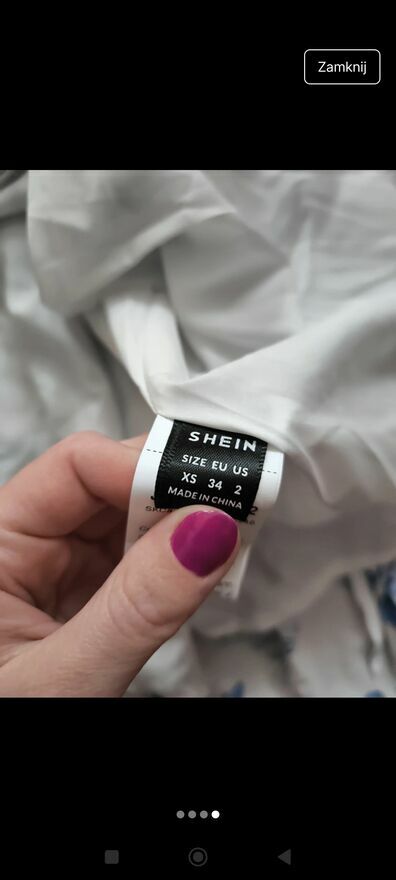 Zamknij
SHEIN
SIZE EU US
XS 34 2
MADE IN CHINA